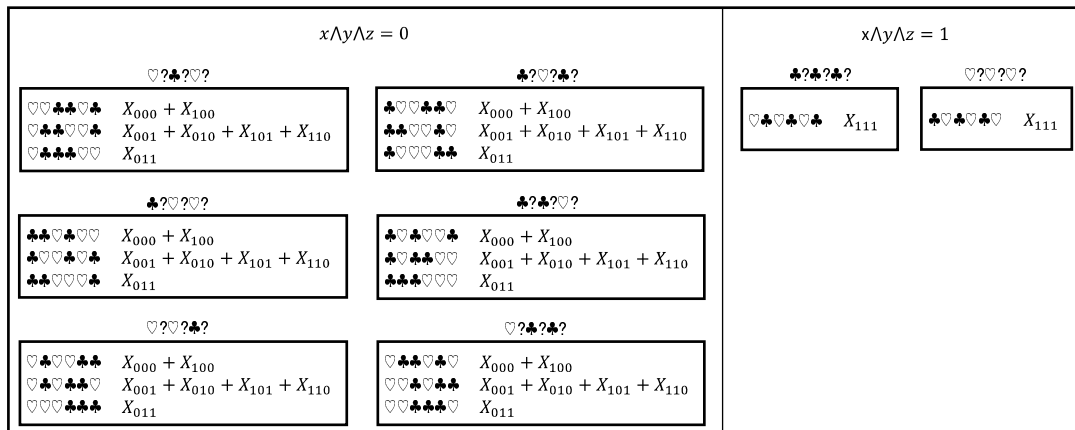 x∧y∧z = 0
♡?♣?♡?
♡♡♣♣♡♣ X₀₀₀ + X₁₀₀
♡♣♣♡♡♣ X₀₀₁ + X₀₁₀ + X₁₀₁ + X₁₁₀
♡♣♣♣♡♡ X₀₁₁
♣?♡?♣?
♣♡♡♣♣♡ X₀₀₀ + X₁₀₀
♣♣♡♡♣♡ X₀₀₁ + X₀₁₀ + X₁₀₁ + X₁₁₀
♣♡♡♡♣♣ X₀₁₁
♣?♡?♡?
♣♣♡♣♡♡ X₀₀₀ + X₁₀₀
♣♡♡♣♡♣ X₀₀₁ + X₀₁₀ + X₁₀₁ + X₁₁₀
♣♣♡♡♡♣ X₀₁₁
♣?♣?♡?
♣♡♣♡♡♣ X₀₀₀ + X₁₀₀
♣♡♣♣♡♡ X₀₀₁ + X₀₁₀ + X₁₀₁ + X₁₁₀
♣♣♣♡♡♡ X₀₁₁
♡?♡?♣?
♡♣♡♡♣♣ X₀₀₀ + X₁₀₀
♡♣♡♣♣♡ X₀₀₁ + X₀₁₀ + X₁₀₁ + X₁₁₀
♡♡♡♣♣♣ X₀₁₁
♡?♣?♣?
♡♣♣♡♣♡ X₀₀₀ + X₁₀₀
♡♡♣♡♣♣ X₀₀₁ + X₀₁₀ + X₁₀₁ + X₁₁₀
♡♡♣♣♣♡ X₀₁₁
x∧y∧z = 1
♣?♣?♣?
♡♣♡♣♡♣ X₁₁₁
♡?♡?♡?
♣♡♣♡♣♡ X₁₁₁